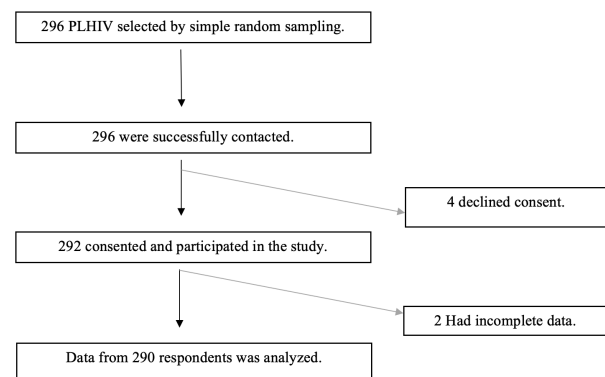 296 PLHIV selected by simple random sampling.
296 were successfully contacted.
4 declined consent.
292 consented and participated in the study.
2 Had incomplete data.
Data from 290 respondents was analyzed.